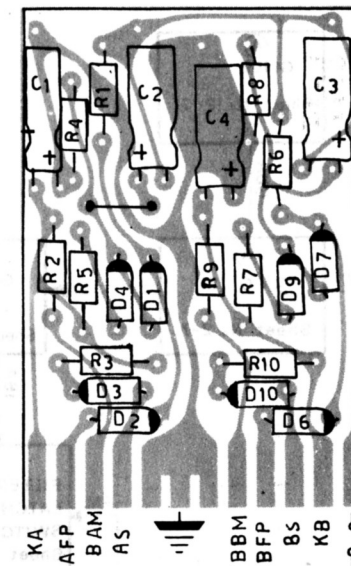 C1
R4
R1
C2
C4
R8
R6
C3
+
+
+
+
R2
R5
D4
D1
R9
R7
D9
D7
R3
R10
D3
D10
D2
D6
KA
AFP
BAM
AS
BBM
BFP
BS
KB